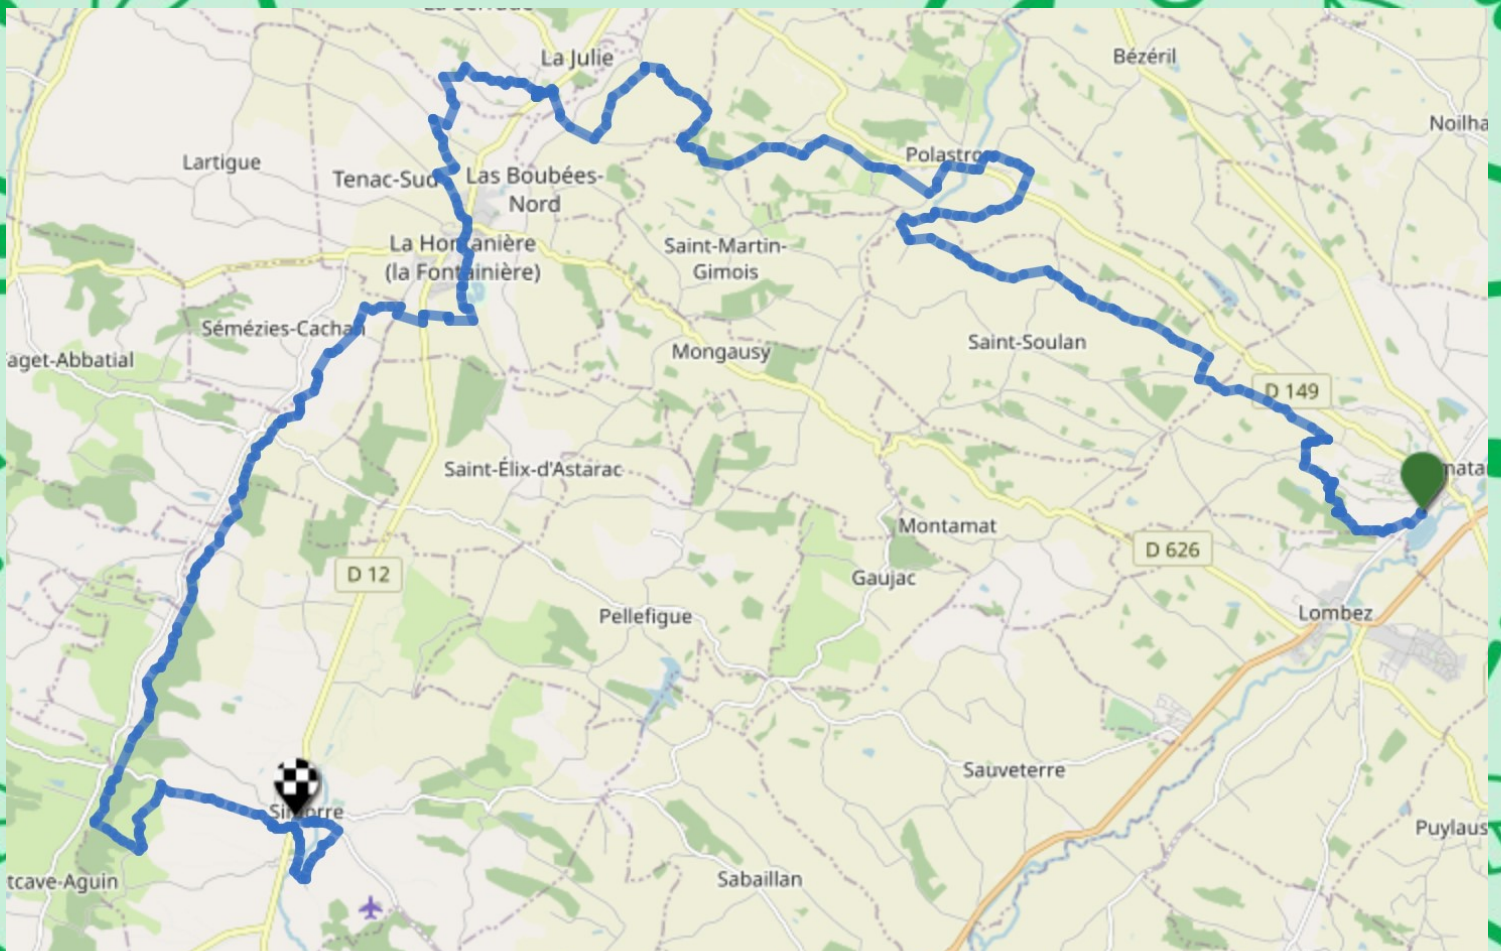 La Julie
Bézéril
Noilha
Polastro
Lartigue
Tenac-Sud
Las Boubées-
Nord
La Hontanière
(la Fontainière)
Saint-Martin-
Gimois
Sémézies-Cachan
Saint-Soulan
Mongausy
aget-Abbatial
D 149
Saint-Élix-d'Astarac
nata
Montamat
D 626
D 12
Gaujac
Pellefigue
Lombez
Sauveterre
Puylaus
Sabaillan
tcave-Aguin